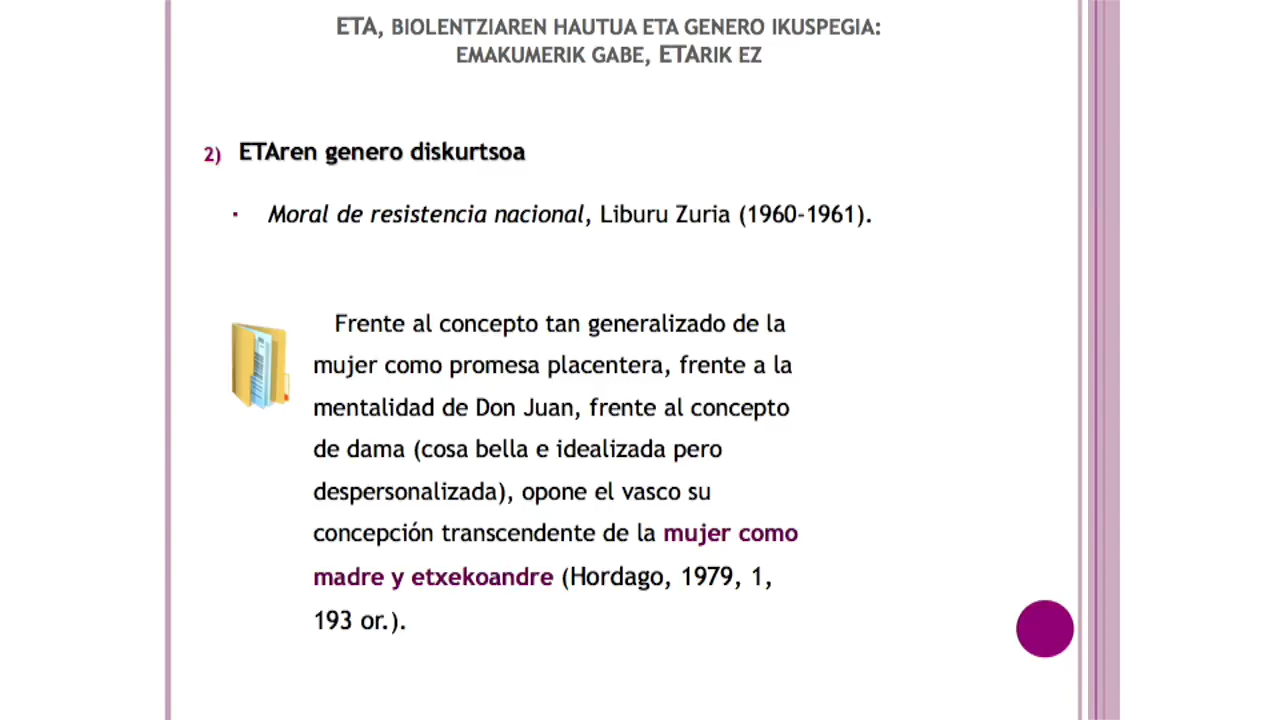 ETA, BIOLENTZIAREN HAUTUA ETA GENERO IKUSPEGIA:
EMAKUMERIK GABE, ETARIK EZ
2) ETAren genero diskurtsoa
▪ Moral de resistencia nacional, Liburu Zuria (1960-1961).
Frente al concepto tan generalizado de la
mujer como promesa placentera, frente a la
mentalidad de Don Juan, frente al concepto
de dama (cosa bella e idealizada pero
despersonalizada), opone el vasco su
concepción transcendente de la mujer como
madre y etxekoandre (Hordago, 1979, 1,
193 or.).